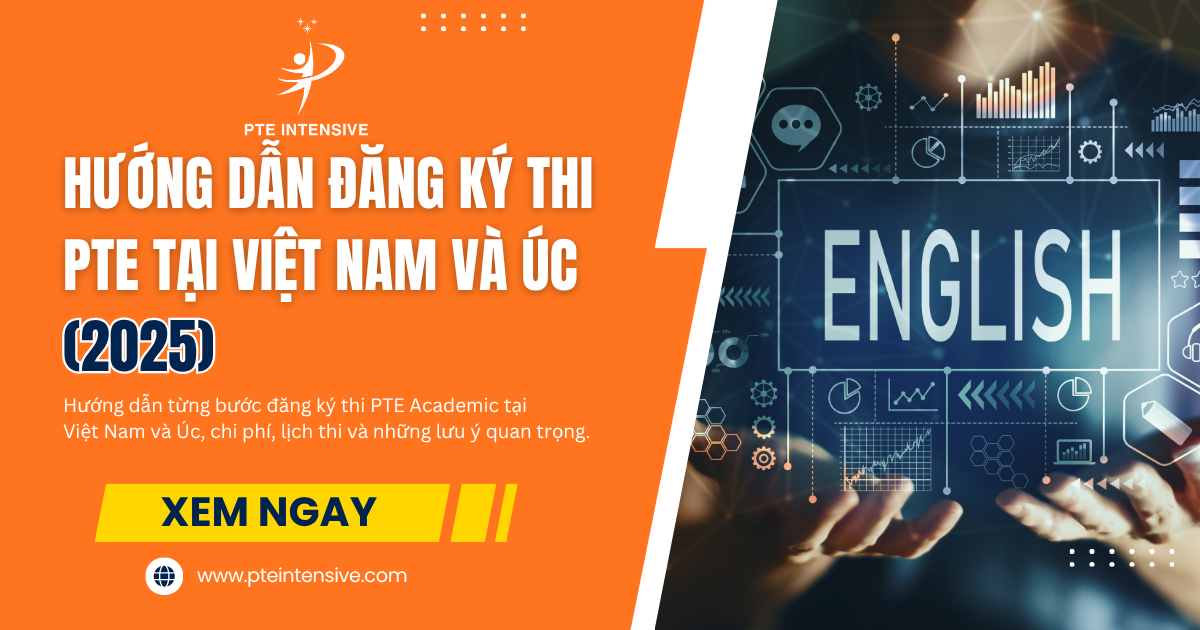 PTE INTENSIVE
HƯỚNG DẪN ĐĂNG KÝ THI
PTE TẠI VIỆT NAM VÀ ÚC
(2025)
Hướng dẫn từng bước đăng ký thi PTE Academic tại
Việt Nam và Úc, chi phí, lịch thi và những lưu ý quan trọng.
XEM NGAY
www.pteintensive.com
ENGLISH